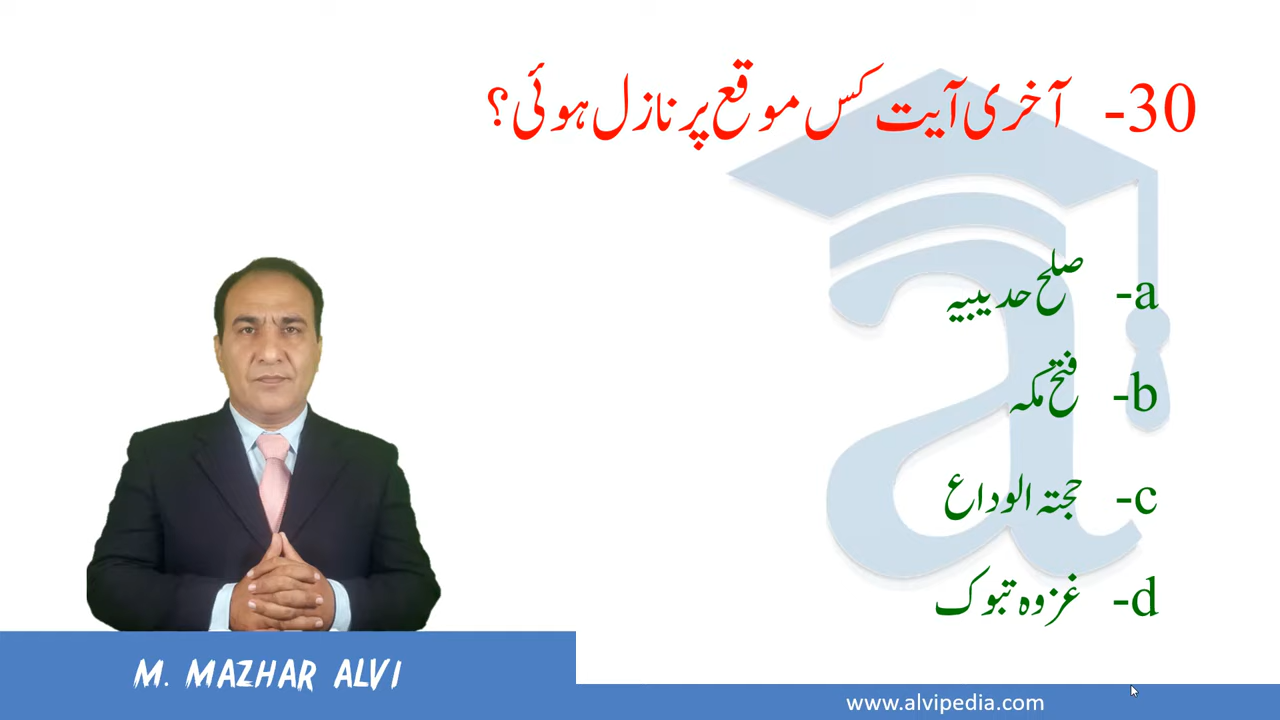 30- آخری آیت کس موقع پر نازل ہوئی؟
a- صلح حدیبیہ
b- فتح مکہ
c- حجتہ الوداع
d- غزوہ تبوک
M. MAZHAR ALVI
www.alvipedia.com